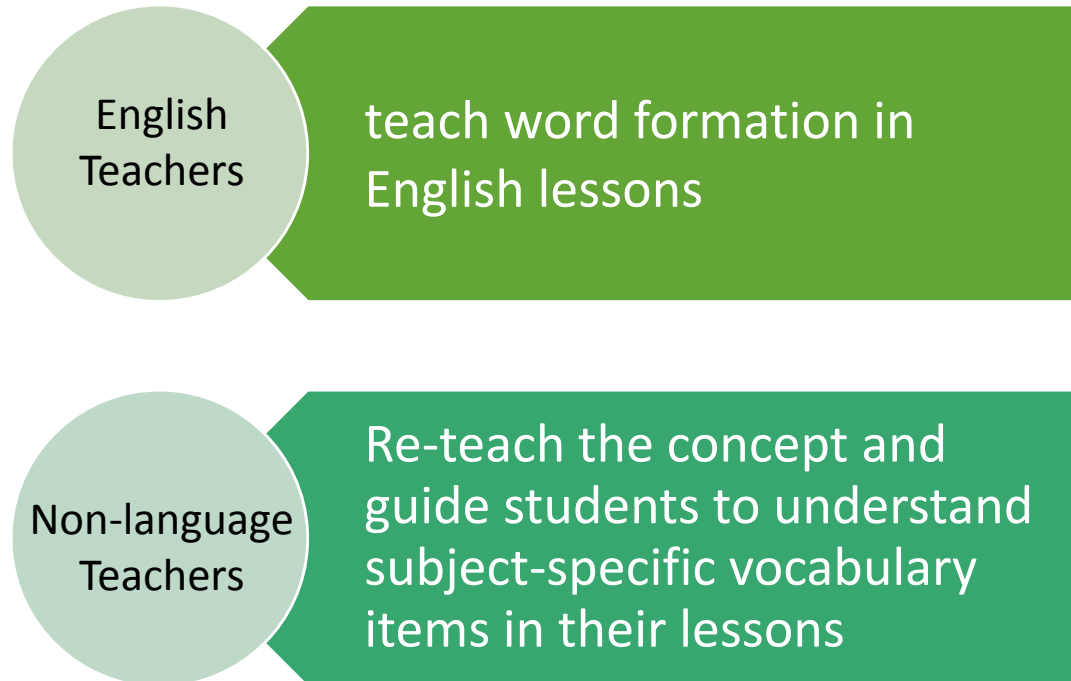 English
Teachers
teach word formation in
English lessons
Non-language
Teachers
Re-teach the concept and
guide students to understand
subject-specific vocabulary
items in their lessons